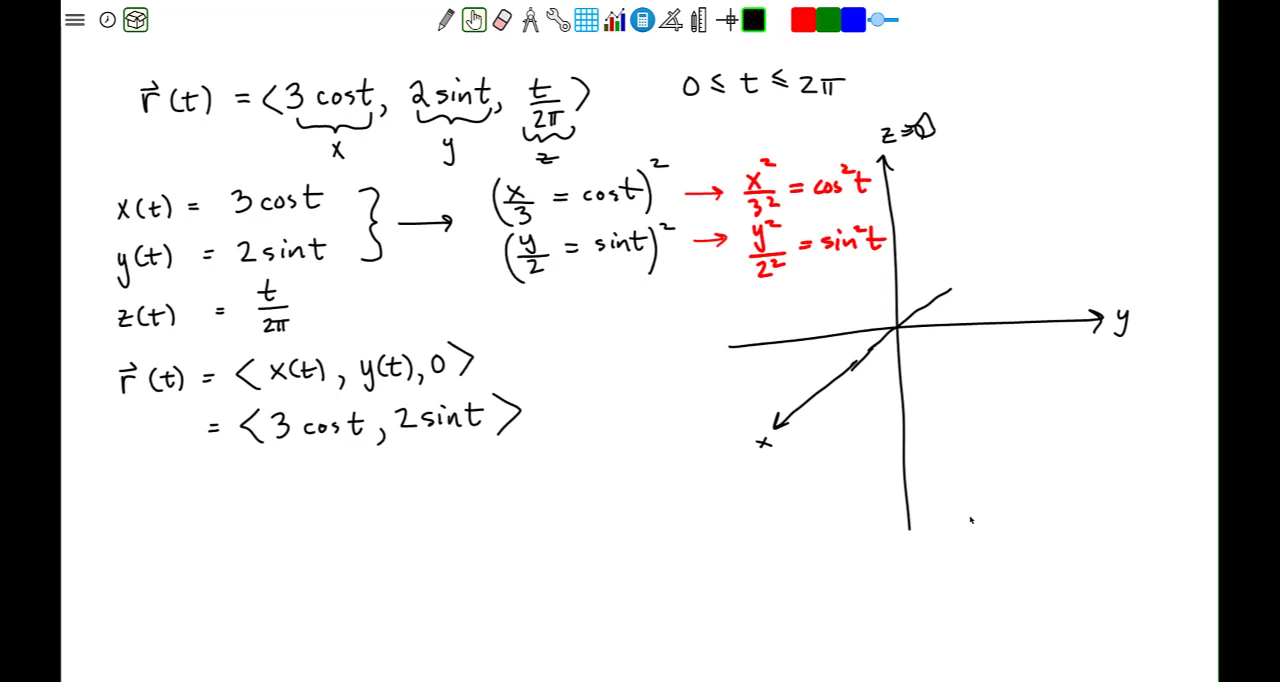 r⃗(t) = ⟨3 cost, 2sint, t/2π⟩ 0 ≤ t ≤ 2π
x y z
x(t) = 3 cost
y(t) = 2sint
z(t) = t/2π
(x/3 = cost)² → x²/3² = cos²t
(y/2 = sint)² → y²/2² = sin²t
r⃗(t) = ⟨x(t), y(t), 0⟩
= ⟨3 cost, 2sint⟩
z
y
x